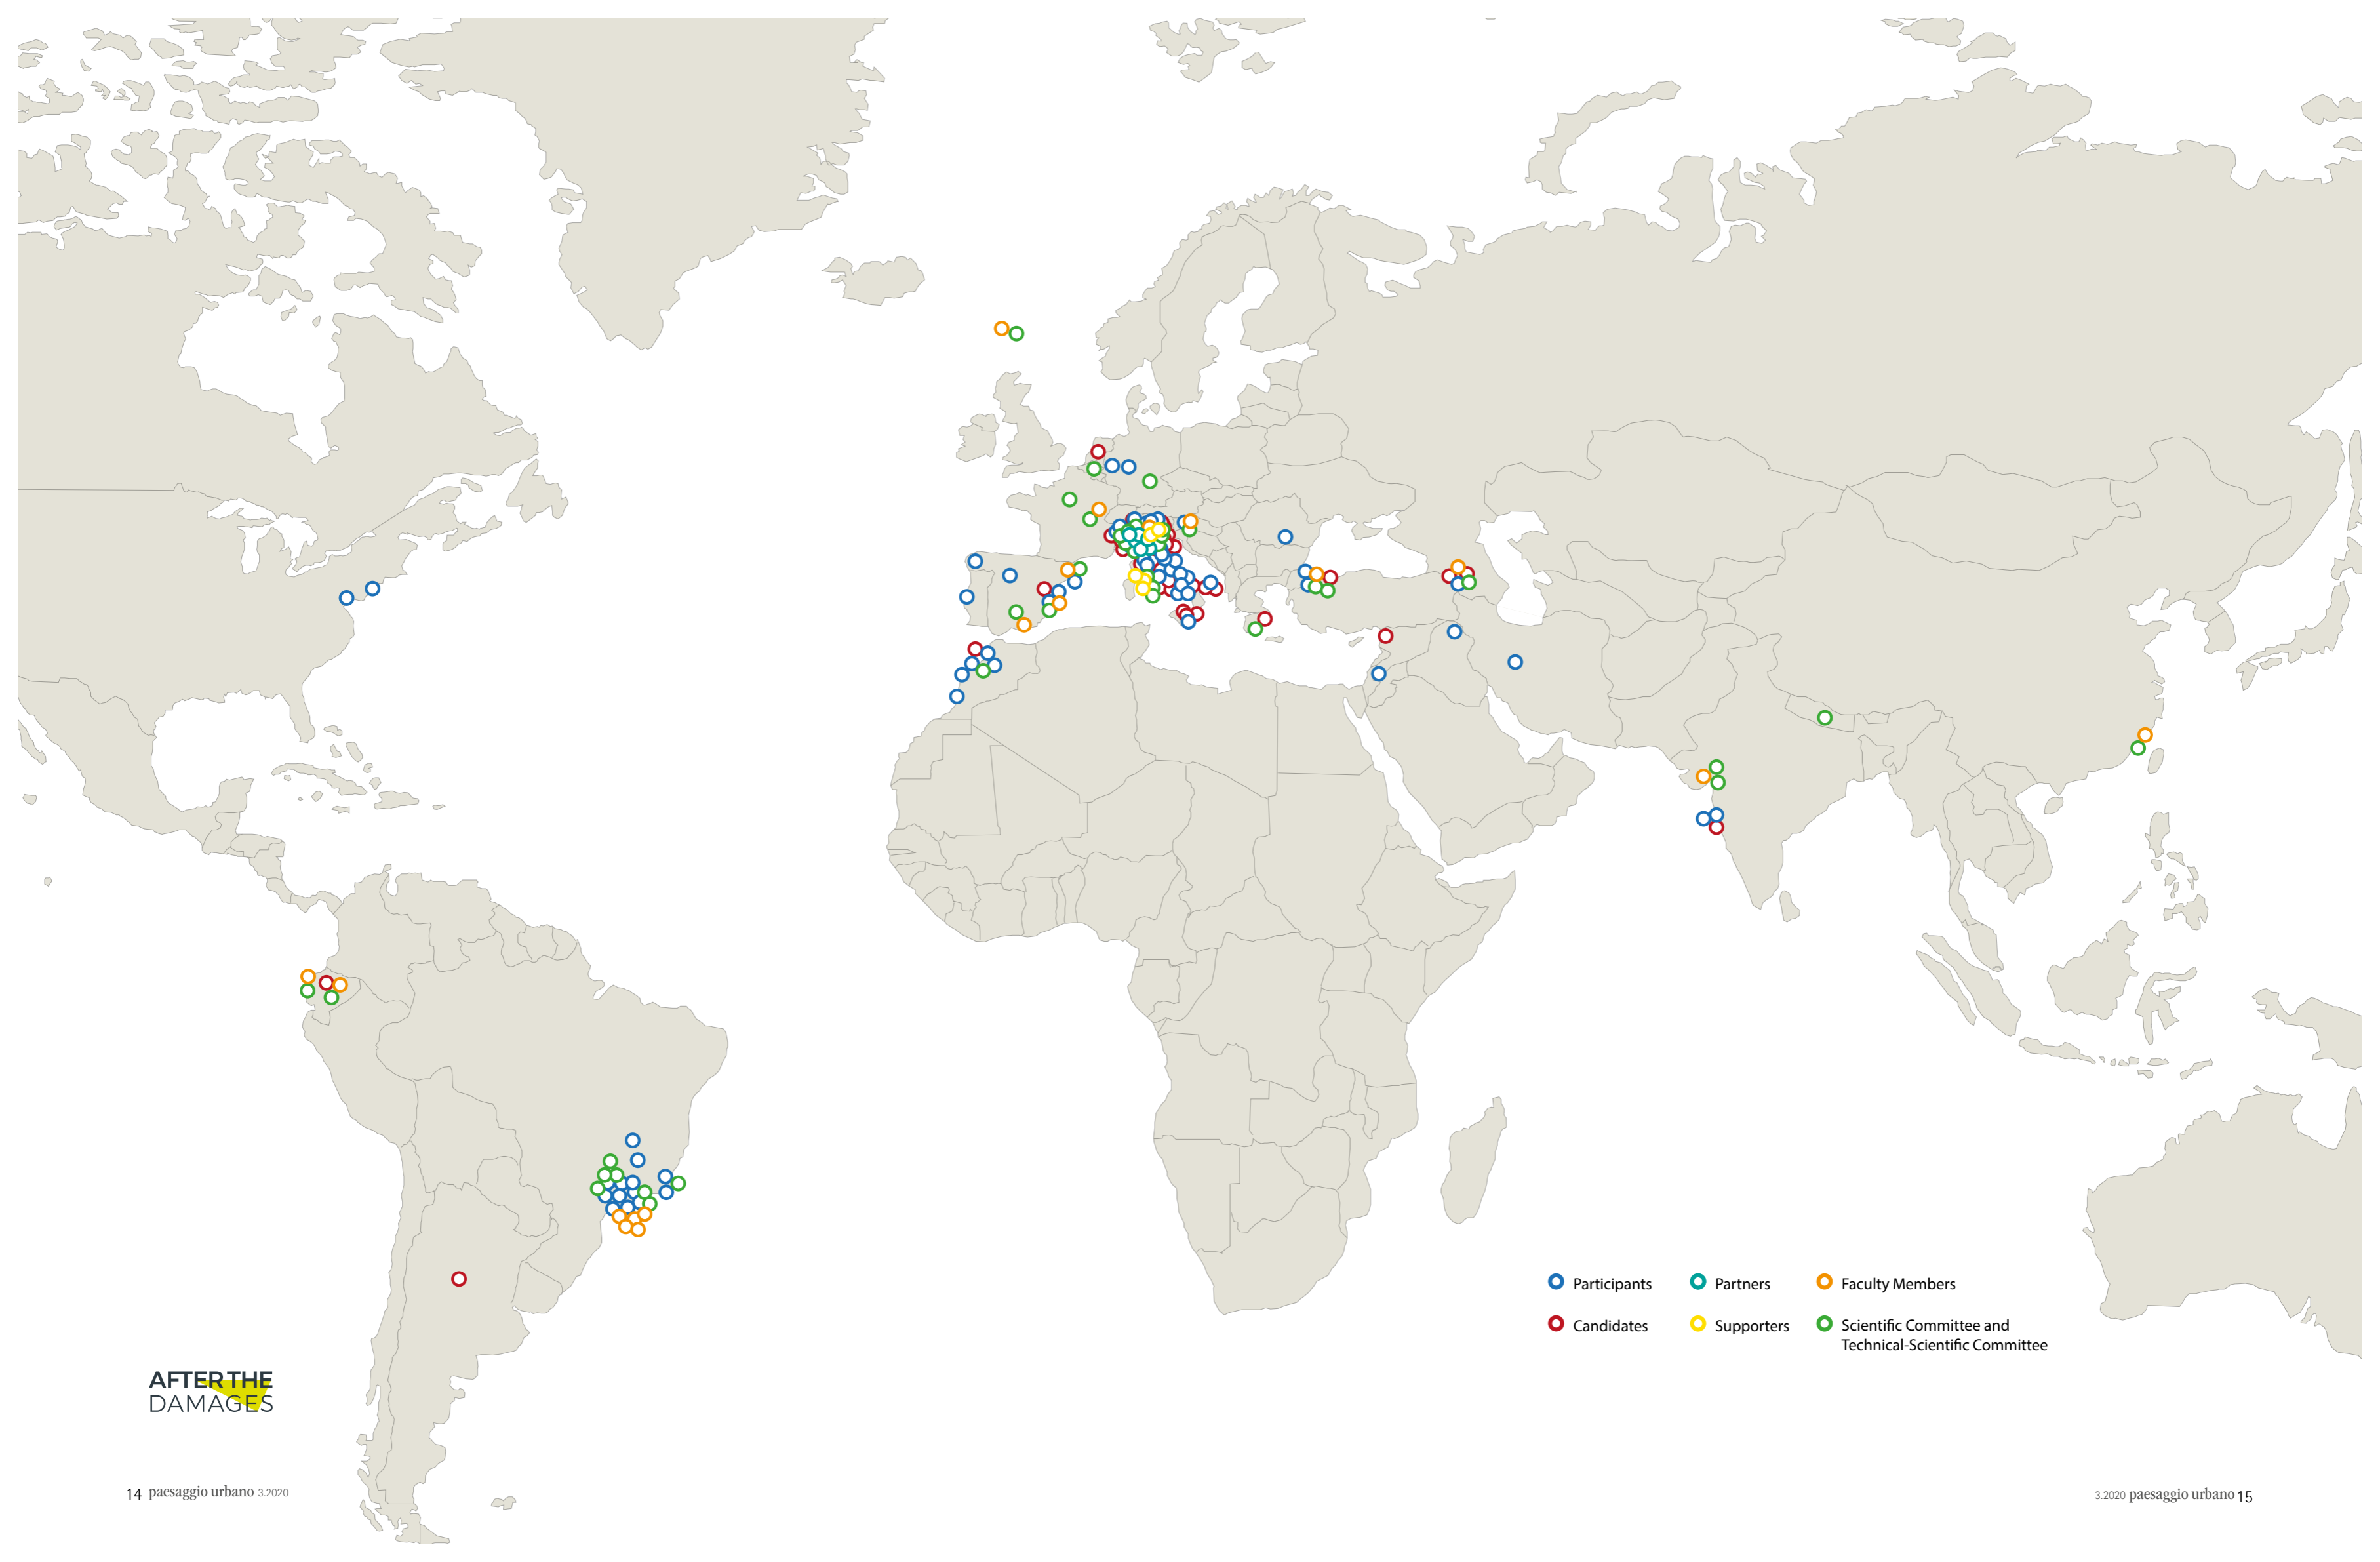 Participants
Partners
Faculty Members
Candidates
Supporters
Scientific Committee and
Technical-Scientific Committee
AFTER THE
DAMAGES
14 paesaggio urbano 3.2020
3.2020 paesaggio urbano 15